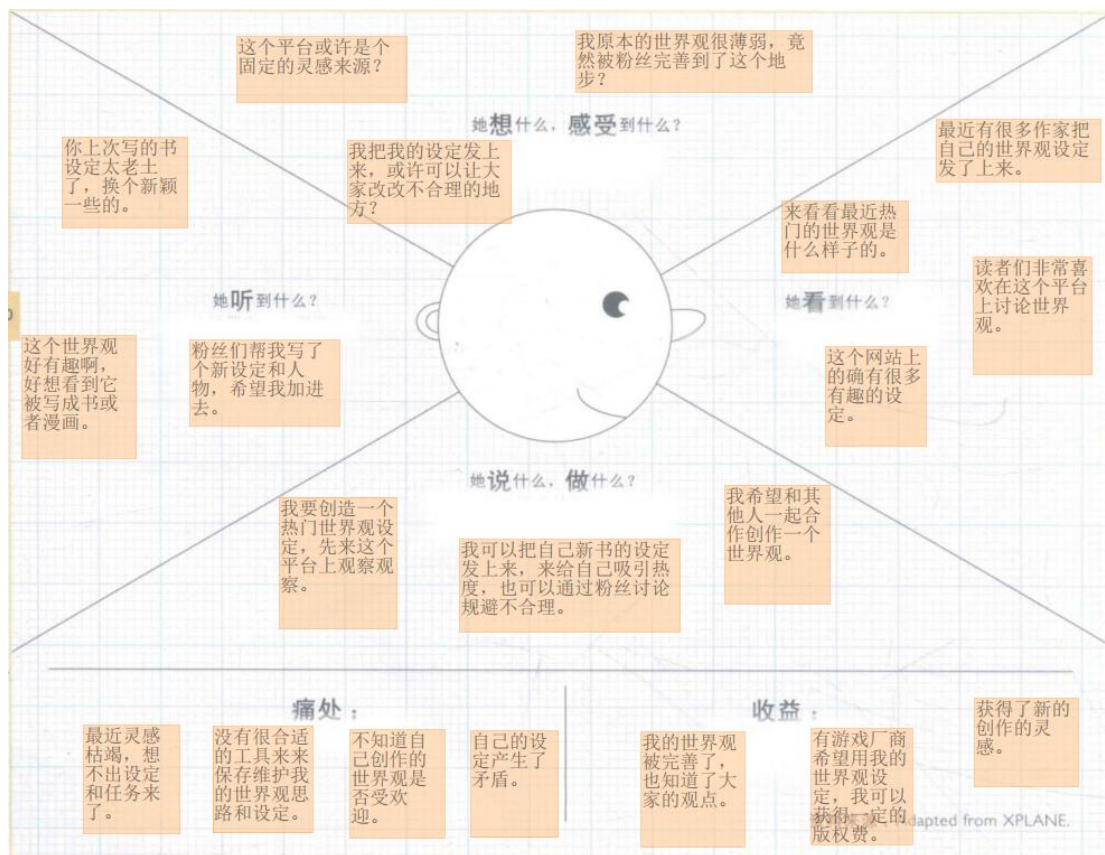 这个平台或许是个
固定的灵感来源？
我原本的世界观很薄弱，竟
然被粉丝完善到了这个地
步？
她想什么，感受到什么？
我把我的设定发上
来，或许可以让大
家改改不合理的地
方？
你上次写的书
设定太老土
了，换个新颖
一些的。
她听到什么？
这个世界观
好有趣啊，
好想看到它
被写成书或
者漫画。
粉丝们帮我写了
个新设定和人
物，希望我加进
去。
最近有很多作家把
自己的世界观设定
发了上来。
来看看最近热
门的世界观是
什么样子的。
她看到什么？
读者们非常喜
欢在这个平台
上讨论世界
观。
这个网站上
的确有很多
有趣的设
定。
她说什么，做什么？
我要创造一个
热门世界观设
定，先来这个
平台上观察观
察。
我可以把自己新书的设定
发上来，来给自己吸引热
度，也可以通过粉丝讨论
规避不合理。
我希望和其
他人一起合
作创作一个
世界观。
痛处：
最近灵感
枯竭，想
不出设定
和任务来
了。
没有很合适
的工具来来
保存维护我
的世界观思
路和设定。
不知道自
己创作的
世界观是
否受欢
迎。
自己的设
定产生了
矛盾。
收益：
我的世界观
被完善了，
也知道了大
家的观点。
有游戏厂商
希望用我的
世界观设
定，我可以
获得一定的
版权费。
获得了新的
创作的灵
感。
Adapted from XPLANE.